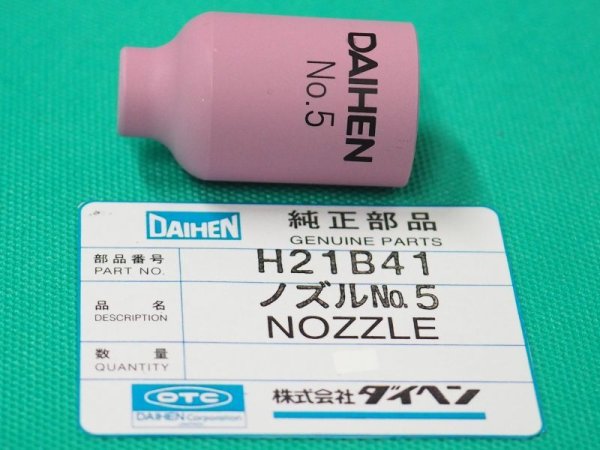 DAIHEN
No.5
DAIHEN 純正部品
GENUINE PARTS
部品番号 H21B41
PART NO.
品名 ノズルNo.5
DESCRIPTION NOZZLE
数量
QUANTITY
OTC 株式会社ダイヘン
DAIHEN Corporation